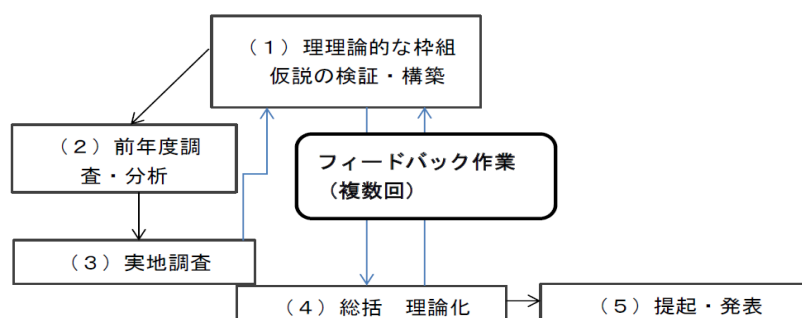 （１）理理論的な枠組
仮説の検証・構築
（２）前年度調
査・分析
フィードバック作業
（複数回）
（３）実地調査
（４）総括　理論化
（５）提起・発表